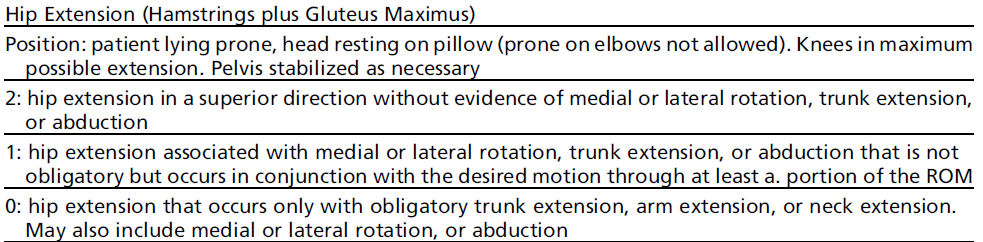 Hip Extension (Hamstrings plus Gluteus Maximus)
Position: patient lying prone, head resting on pillow (prone on elbows not allowed). Knees in maximum
possible extension. Pelvis stabilized as necessary
2: hip extension in a superior direction without evidence of medial or lateral rotation, trunk extension,
or abduction
1: hip extension associated with medial or lateral rotation, trunk extension, or abduction that is not
obligatory but occurs in conjunction with the desired motion through at least a. portion of the ROM
0: hip extension that occurs only with obligatory trunk extension, arm extension, or neck extension.
May also include medial or lateral rotation, or abduction